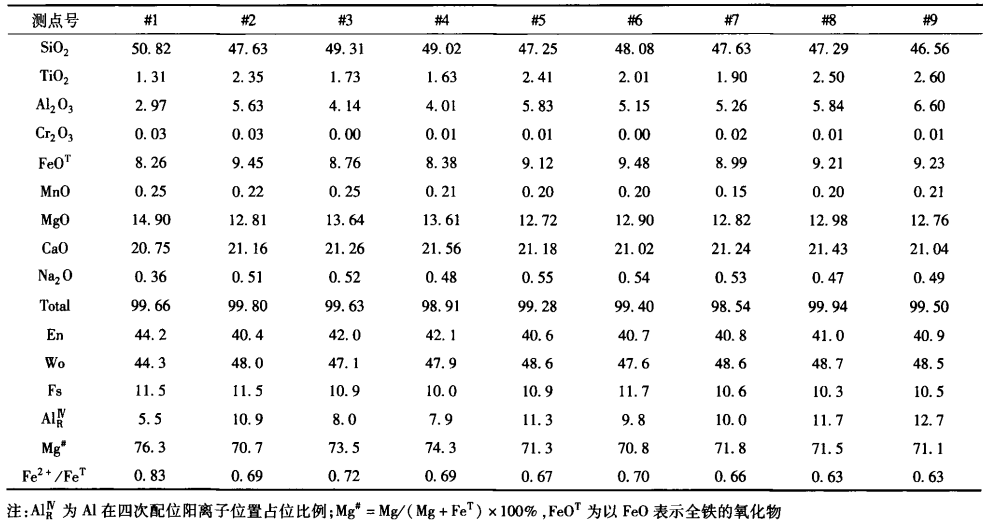 测点号 #1 #2 #3 #4 #5 #6 #7 #8 #9
SiO₂ 50.82 47.63 49.31 49.02 47.25 48.08 47.63 47.29 46.56
TiO₂ 1.31 2.35 1.73 1.63 2.41 2.01 1.90 2.50 2.60
Al₂O₃ 2.97 5.63 4.14 4.01 5.83 5.15 5.26 5.84 6.60
Cr₂O₃ 0.03 0.03 0.00 0.01 0.01 0.00 0.02 0.01 0.01
FeOᵀ 8.26 9.45 8.76 8.38 9.12 9.48 8.99 9.21 9.23
MnO 0.25 0.22 0.25 0.21 0.20 0.20 0.15 0.20 0.21
MgO 14.90 12.81 13.64 13.61 12.72 12.90 12.82 12.98 12.76
CaO 20.75 21.16 21.26 21.56 21.18 21.02 21.24 21.43 21.04
Na₂O 0.36 0.51 0.52 0.48 0.55 0.54 0.53 0.47 0.49
Total 99.66 99.80 99.63 98.91 99.28 99.40 98.54 99.94 99.50
En 44.2 40.4 42.0 42.1 40.6 40.7 40.8 41.0 40.9
Wo 44.3 48.0 47.1 47.9 48.6 47.6 48.6 48.7 48.5
Fs 11.5 11.5 10.9 10.0 10.9 11.7 10.6 10.3 10.5
Al_R^Ⅳ 5.5 10.9 8.0 7.9 11.3 9.8 10.0 11.7 12.7
Mg^# 76.3 70.7 73.5 74.3 71.3 70.8 71.8 71.5 71.1
Fe²⁺/Feᵀ 0.83 0.69 0.72 0.69 0.67 0.70 0.66 0.63 0.63
注:Al_R^Ⅳ 为 Al 在四次配位阳离子位置占位比例;Mg^# = Mg/(Mg + Feᵀ) × 100%,FeOᵀ 为以 FeO 表示全铁的氧化物